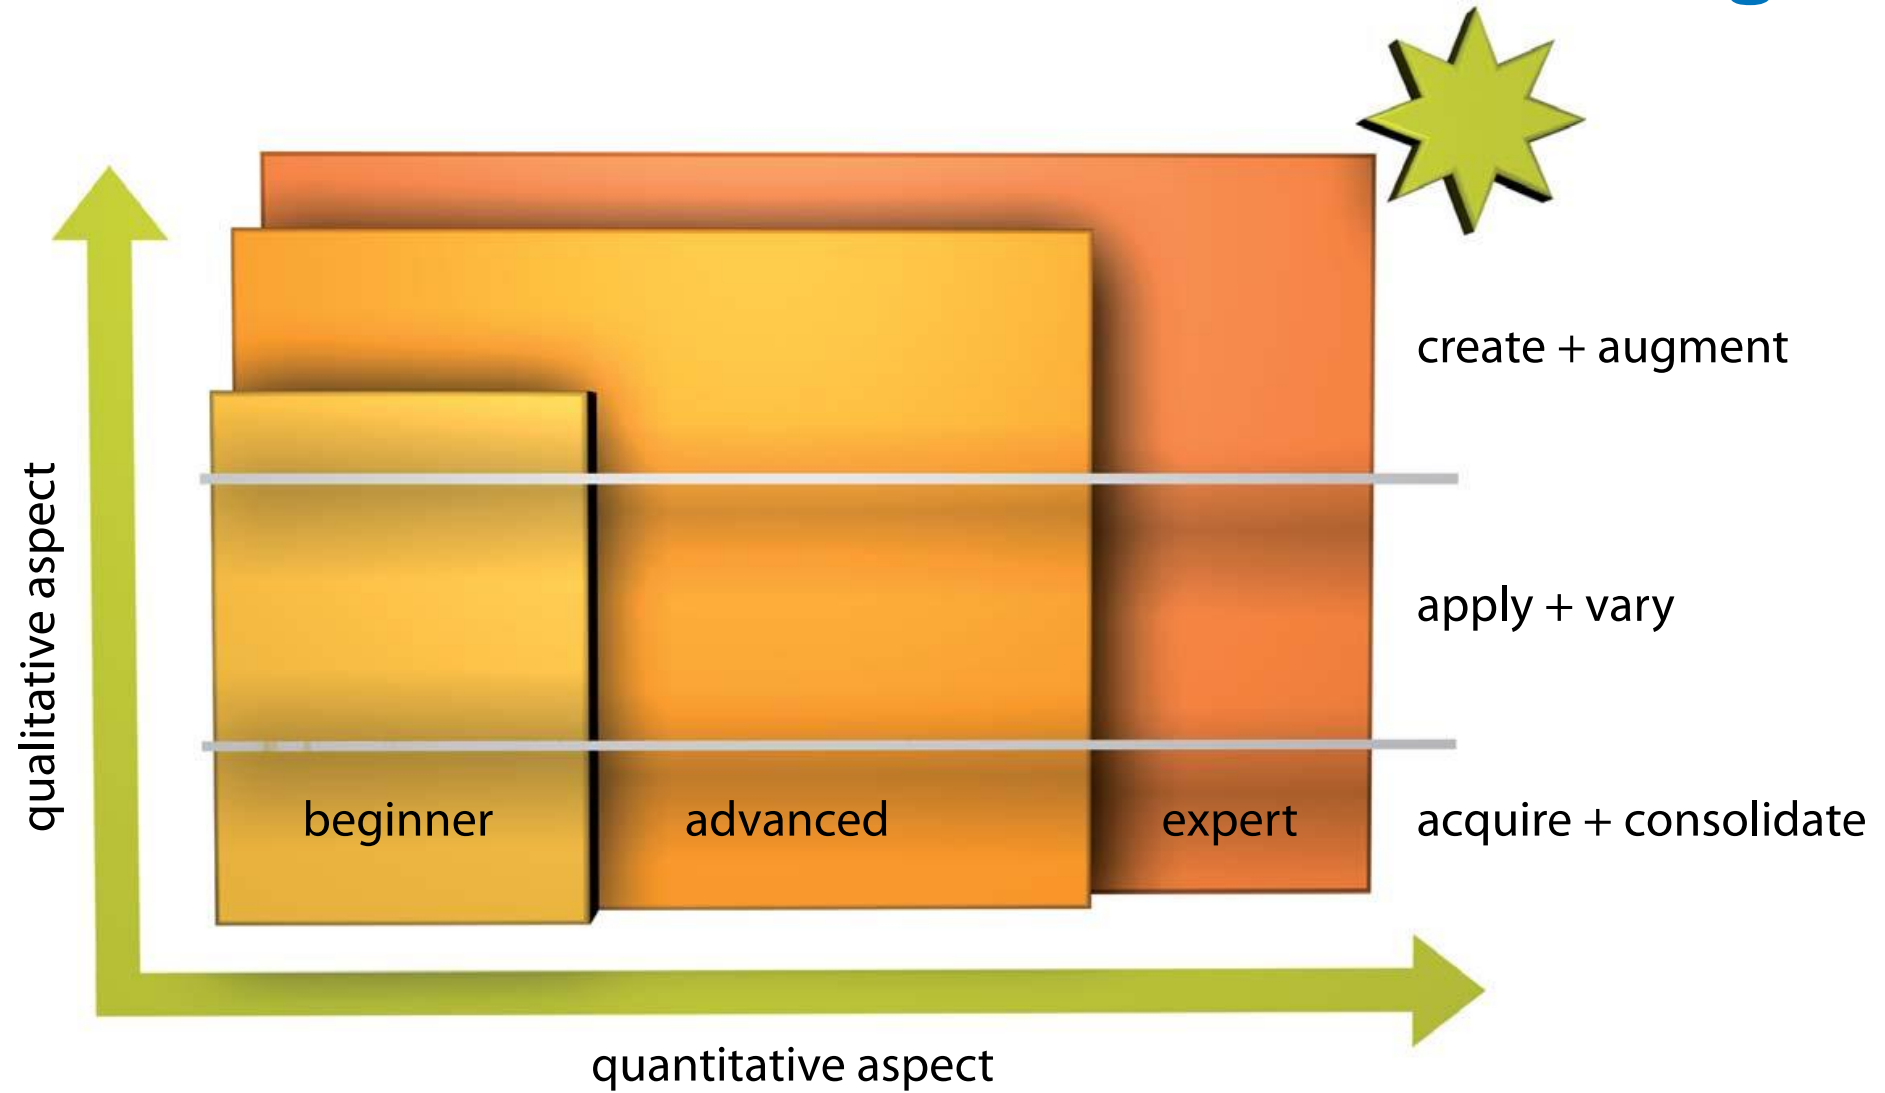 create + augment
apply + vary
qualitative aspect
beginner
advanced
expert
acquire + consolidate
quantitative aspect